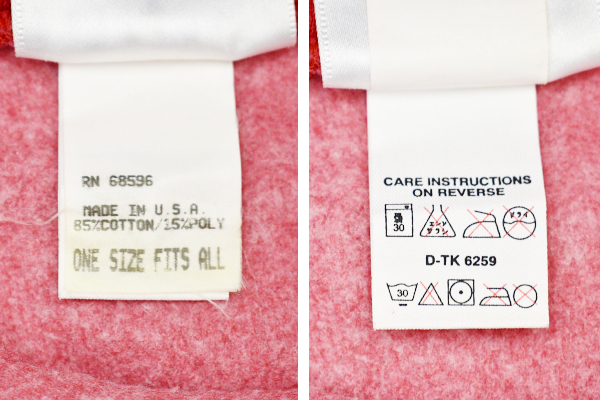 RN 68596
MADE IN U.S.A.
85%COTTON/15%POLY
ONE SIZE FITS ALL
CARE INSTRUCTIONS
ON REVERSE
30
エンソ
サラシ
ドライ
D-TK 6259
30